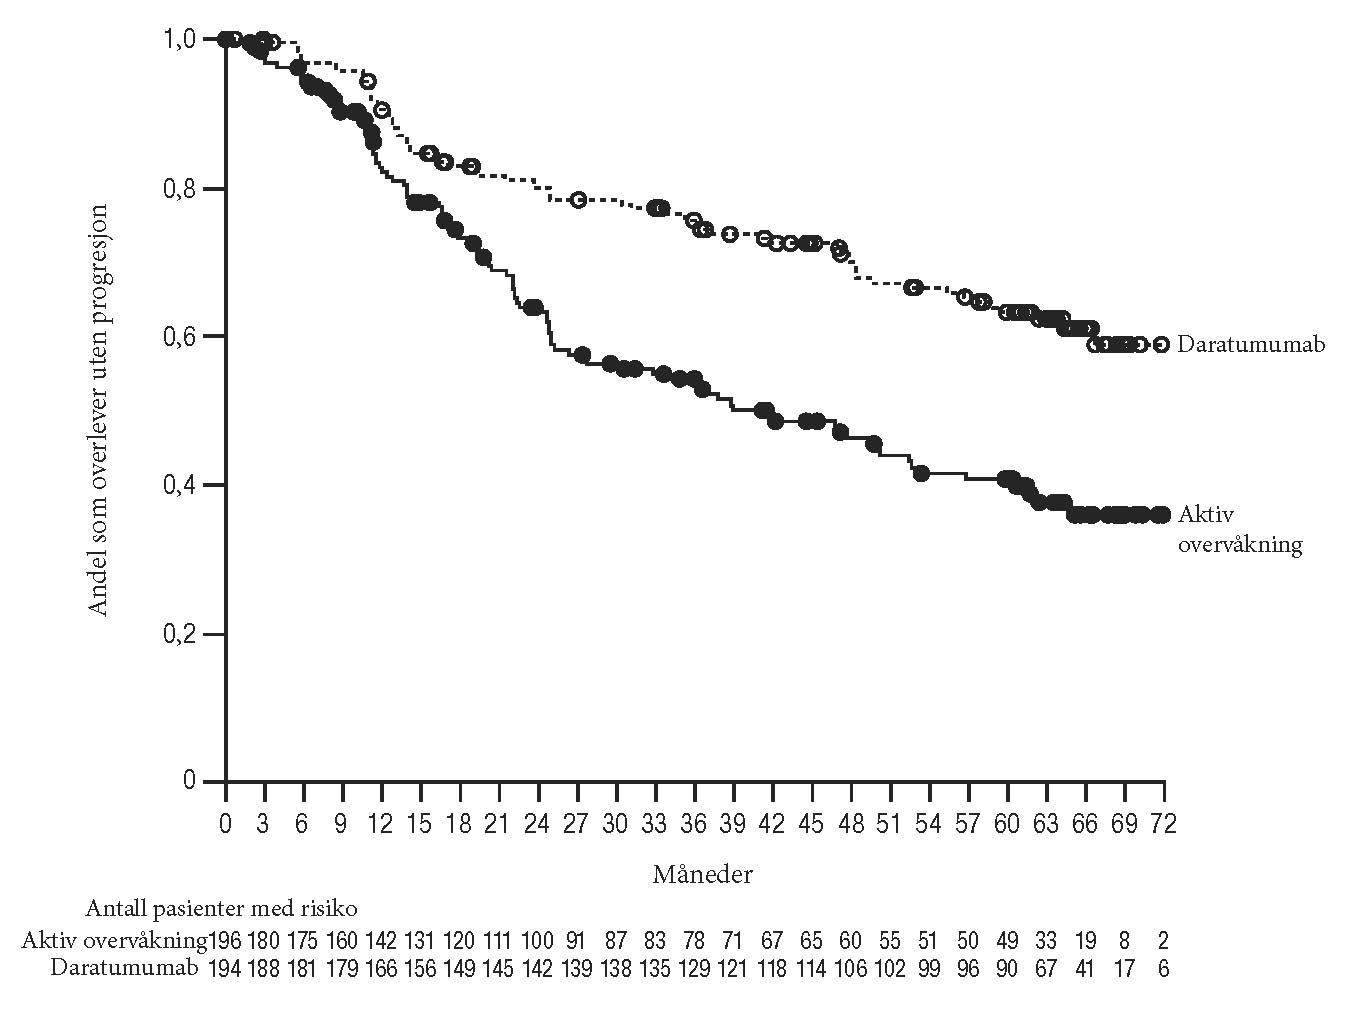 1,0
0,8
0,6
0,4
0,2
0
Andel som overlever uten progresjon
Daratumumab
Aktiv
overvåkning
0 3 6 9 12 15 18 21 24 27 30 33 36 39 42 45 48 51 54 57 60 63 66 69 72
Måneder
Antall pasienter med risiko
Aktiv overvåkning 196 180 175 160 142 131 120 111 100 91 87 83 78 71 67 65 60 55 51 50 49 33 19 8 2
Daratumumab 194 188 181 179 166 156 149 145 142 139 138 135 129 121 118 114 106 102 99 96 90 67 41 17 6